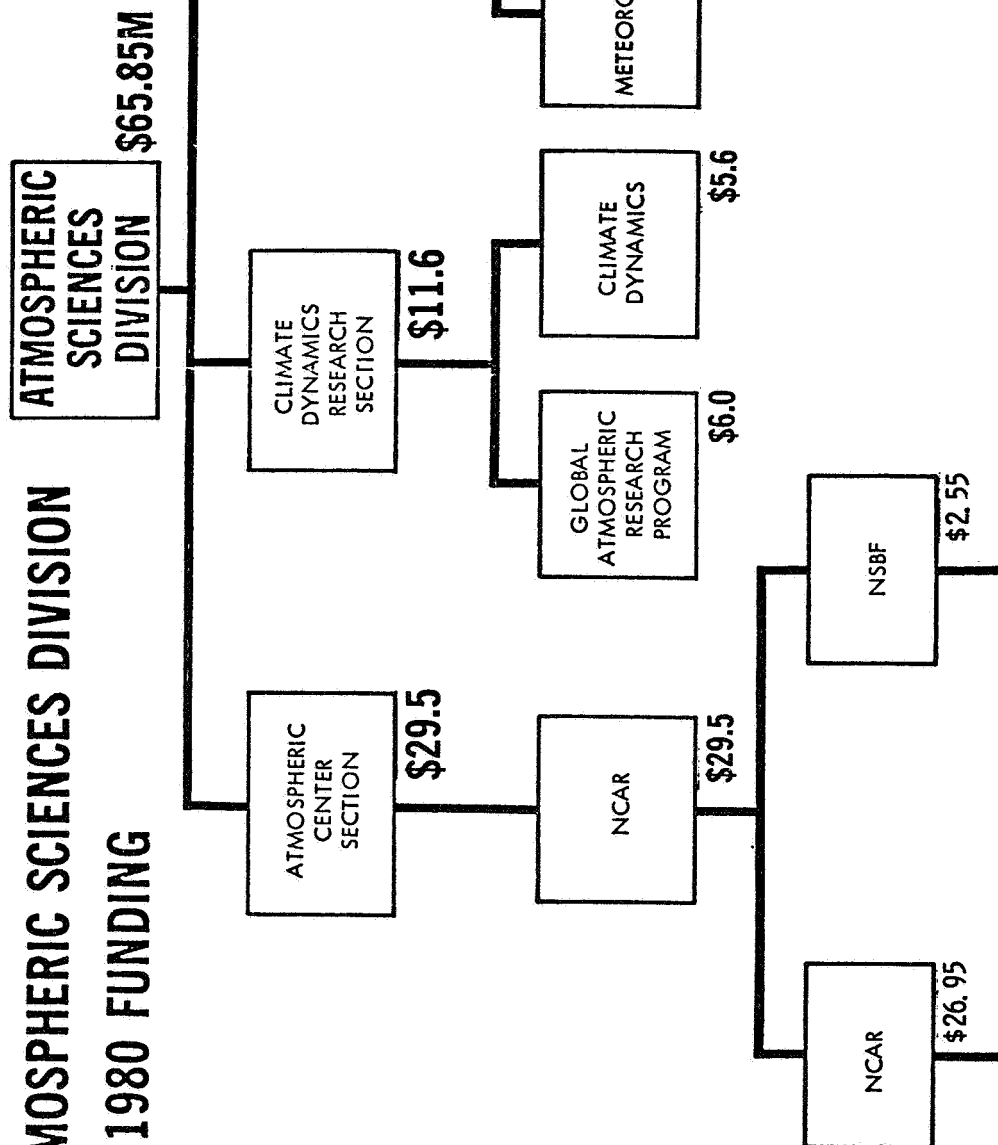 MOSPHERIC SCIENCES DIVISION
1980 FUNDING
ATMOSPHERIC
SCIENCES
DIVISION
$65.85M
ATMOSPHERIC
CENTER
SECTION
$29.5
CLIMATE
DYNAMICS
RESEARCH
SECTION
$11.6
NCAR
$29.5
GLOBAL
ATMOSPHERIC
RESEARCH
PROGRAM
$6.0
CLIMATE
DYNAMICS
$5.6
METEORO
NCAR
$26.95
NSBF
$2.55